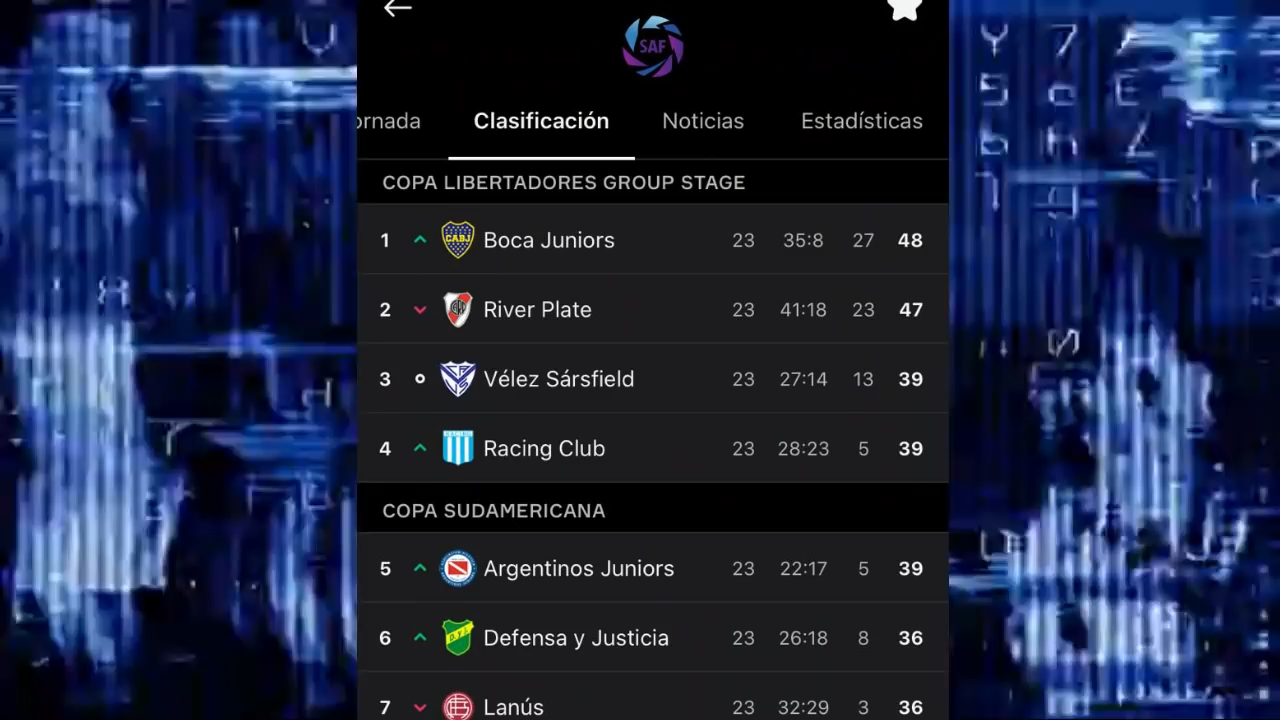 SAF
ornada Clasificación Noticias Estadísticas
COPA LIBERTADORES GROUP STAGE
1 Boca Juniors 23 35:8 27 48
2 River Plate 23 41:18 23 47
3 Vélez Sársfield 23 27:14 13 39
4 Racing Club 23 28:23 5 39
COPA SUDAMERICANA
5 Argentinos Juniors 23 22:17 5 39
6 Defensa y Justicia 23 26:18 8 36
7 Lanús 23 32:29 3 36